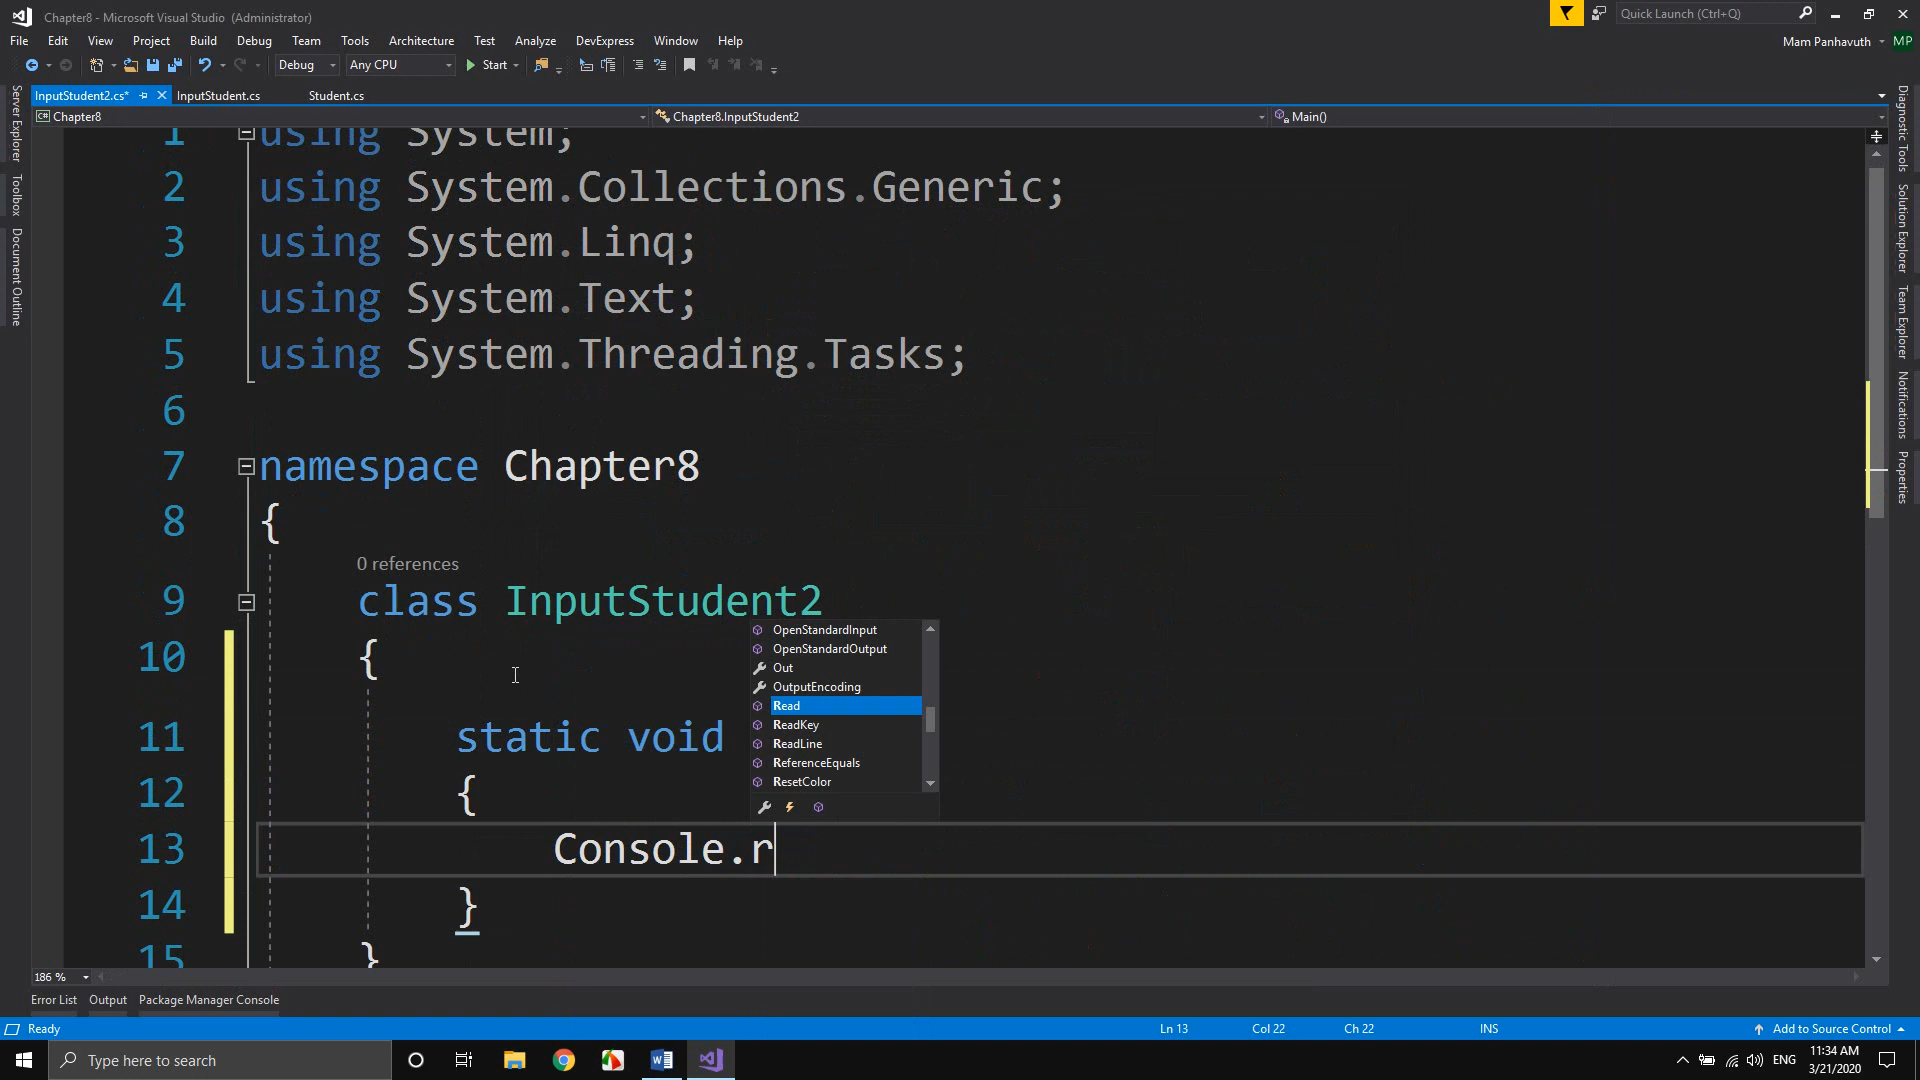 Chapter8 - Microsoft Visual Studio (Administrator)
Quick Launch (Ctrl+Q)
File Edit View Project Build Debug Team Tools Architecture Test Analyze DevExpress Window Help
Mam Panhavuth MP
Debug Any CPU Start
InputStudent2.cs* InputStudent.cs Student.cs
C# Chapter8 Chapter8.InputStudent2 Main()
Server Explorer
Toolbox
Document Outline
Diagnostic Tools
Solution Explorer
Team Explorer
Notifications
Properties
1 using System;
2 using System.Collections.Generic;
3 using System.Linq;
4 using System.Text;
5 using System.Threading.Tasks;
6
7 namespace Chapter8
8 {
0 references
9 class InputStudent2
10 {
11 static void
12 {
13 Console.r
14 }
15 }
OpenStandardInput
OpenStandardOutput
Out
OutputEncoding
Read
ReadKey
ReadLine
ReferenceEquals
ResetColor
186 %
Error List Output Package Manager Console
Ready Ln 13 Col 22 Ch 22 INS Add to Source Control
Type here to search
ENG
11:34 AM
3/21/2020